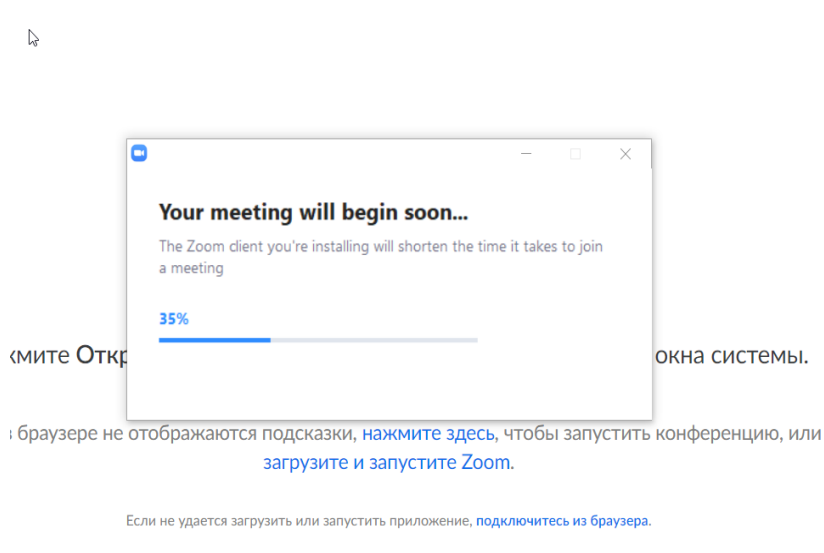 Your meeting will begin soon...
The Zoom client you're installing will shorten the time it takes to join
a meeting
35%
окна системы.
браузере не отображаются подсказки, нажмите здесь, чтобы запустить конференцию, или
загрузите и запустите Zoom.
Если не удается загрузить или запустить приложение, подключитесь из браузера.